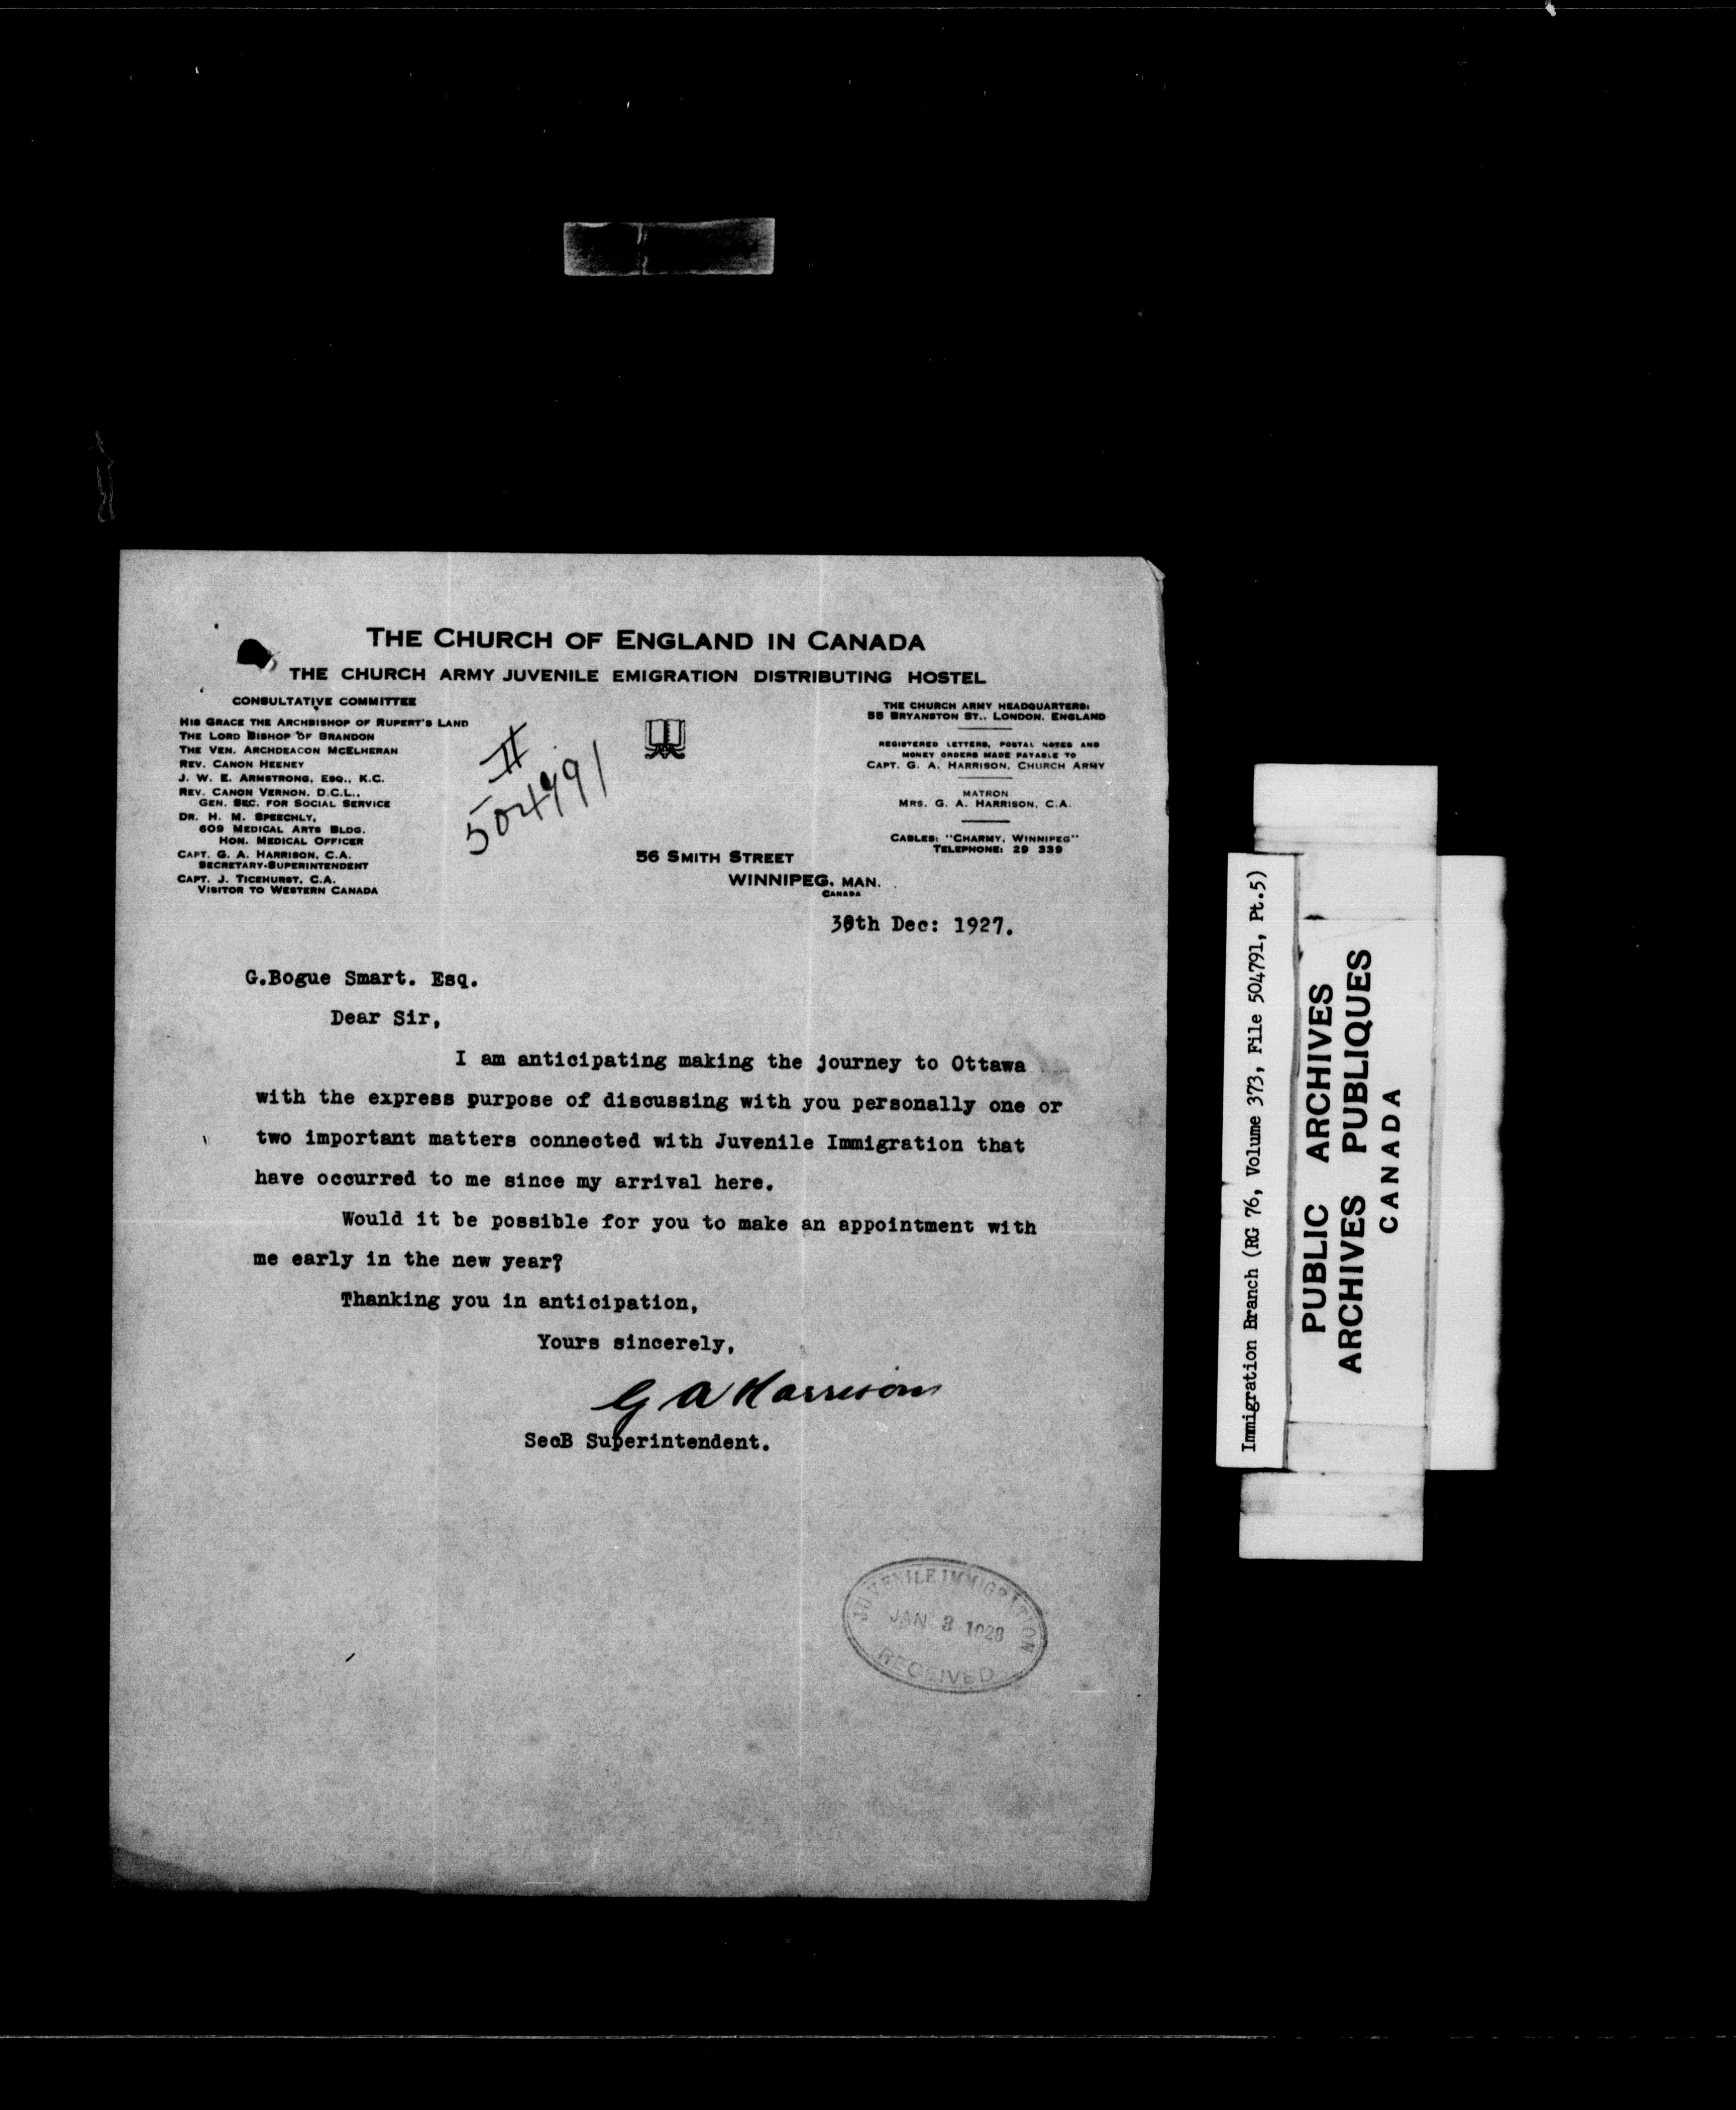 THE CHURCH OF ENGLAND IN CANADA
THE CHURCH ARMY JUVENILE EMIGRATION DISTRIBUTING HOSTEL
CONSULTATIVE COMMITTEE
HIS GRACE THE ARCHBISHOP OF RUPERT'S LAND
THE LORD BISHOP OF BRANDON
THE VEN. ARCHDEACON MCELHERAN
REV. CANON HEENEY
J. W. E. ARMSTRONG, ESQ., K.C.
REV. CANON VERNON, D.C.L.,
GEN. SEC. FOR SOCIAL SERVICE
DR. H. M. SPEECHLY,
609 MEDICAL ARTS BLDG.
HON. MEDICAL OFFICER
CAPT. G. A. HARRISON, C.A.
SECRETARY-SUPERINTENDENT
CAPT. J. TICEHURST, C.A.
VISITOR TO WESTERN CANADA
II
504791
THE CHURCH ARMY HEADQUARTERS:
55 BRYANSTON ST., LONDON, ENGLAND
REGISTERED LETTERS, POSTAL NOTES AND
MONEY ORDERS MADE PAYABLE TO
CAPT. G. A. HARRISON, CHURCH ARMY
MATRON
MRS. G. A. HARRISON, C.A.
CABLES: "CHARMY, WINNIPEG"
TELEPHONE: 29 339
56 SMITH STREET
WINNIPEG, MAN.
CANADA
30th Dec: 1927.
G.Bogue Smart. Esq.
Dear Sir,
I am anticipating making the journey to Ottawa
with the express purpose of discussing with you personally one or
two important matters connected with Juvenile Immigration that
have occurred to me since my arrival here.
Would it be possible for you to make an appointment with
me early in the new year?
Thanking you in anticipation,
Yours sincerely,
G A Harrison
SecB Superintendent.
JUVENILE IMMIGRATION
JAN 3 1928
RECEIVED
Immigration Branch (RG 76, Volume 373, File 504791, Pt.5)
PUBLIC ARCHIVES
ARCHIVES PUBLIQUES
CANADA